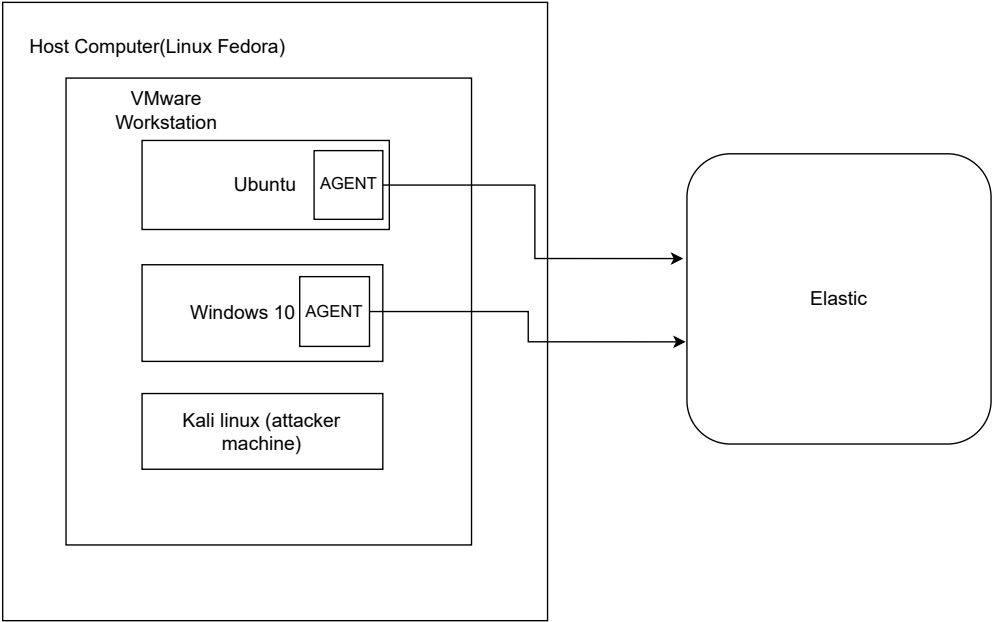 Host Computer(Linux Fedora)
VMware
Workstation
Ubuntu
AGENT
Windows 10
AGENT
Kali linux (attacker
machine)
Elastic